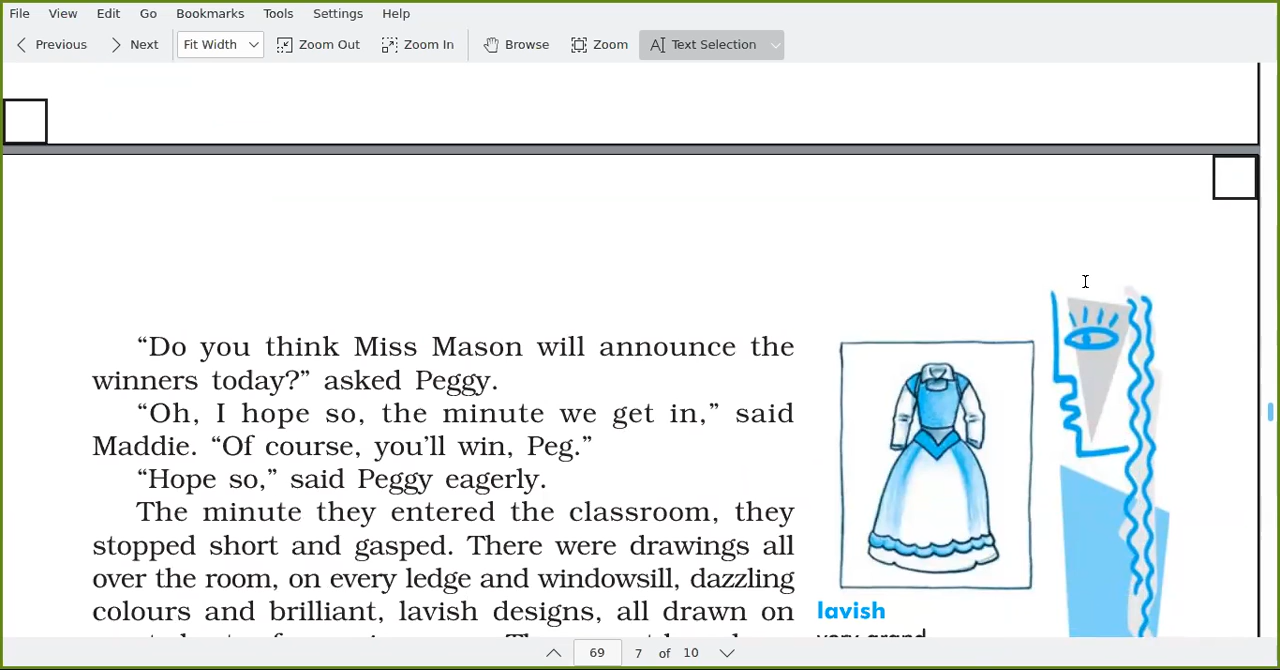 File View Edit Go Bookmarks Tools Settings Help
Previous Next Fit Width Zoom Out Zoom In Browse Zoom Text Selection
“Do you think Miss Mason will announce the
winners today?” asked Peggy.
“Oh, I hope so, the minute we get in,” said
Maddie. “Of course, you’ll win, Peg.”
“Hope so,” said Peggy eagerly.
The minute they entered the classroom, they
stopped short and gasped. There were drawings all
over the room, on every ledge and windowsill, dazzling
colours and brilliant, lavish designs, all drawn on
lavish
very grand
69 7 of 10